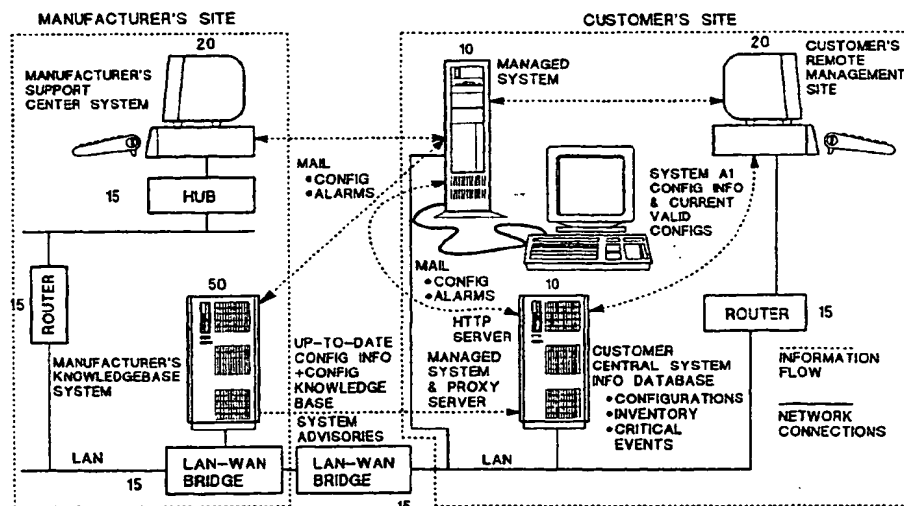 MANUFACTURER'S SITE
CUSTOMER'S SITE
20
MANUFACTURER'S
SUPPORT
CENTER SYSTEM
10
MANAGED
SYSTEM
20
CUSTOMER'S
REMOTE
MANAGEMENT
SITE
MAIL
•CONFIG
•ALARMS
15
HUB
SYSTEM A1
CONFIG INFO
& CURRENT
VALID
CONFIGS
15
ROUTER
50
MAIL
•CONFIG
•ALARMS
10
HTTP
SERVER
ROUTER
15
MANUFACTURER'S
KNOWLEDGEBASE
SYSTEM
UP-TO-DATE
CONFIG INFO
+CONFIG
KNOWLEDGE
BASE
MANAGED
SYSTEM
& PROXY
SERVER
CUSTOMER
CENTRAL SYSTEM
INFO DATABASE
•CONFIGURATIONS
•INVENTORY
•CRITICAL
EVENTS
INFORMATION
FLOW
NETWORK
CONNECTIONS
SYSTEM
ADVISORIES
LAN
15
LAN-WAN
BRIDGE
LAN-WAN
BRIDGE
15
LAN